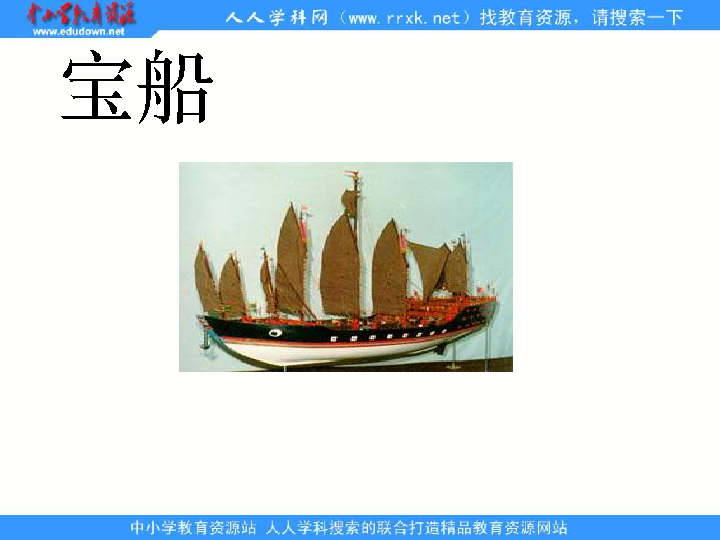 中小学教育资源
www.edudown.net
人人学科网（www.rrxk.net）找教育资源，请搜索一下
宝船
中小学教育资源站 人人学科搜索的联合打造精品教育资源网站